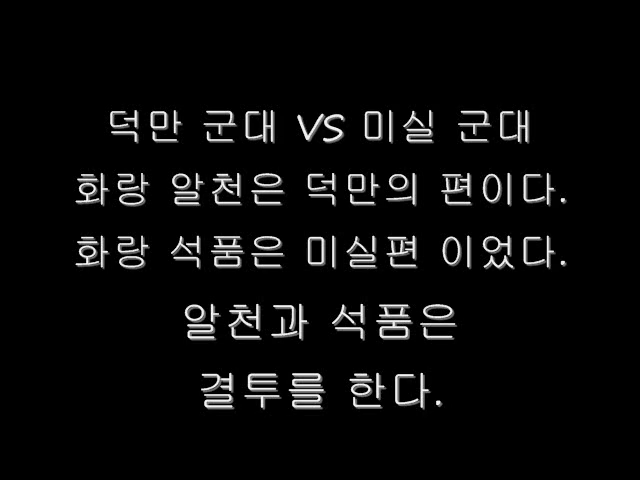 덕만 군대 VS 미실 군대
화랑 알천은 덕만의 편이다.
화랑 석품은 미실편 이었다.
알천과 석품은
결투를 한다.